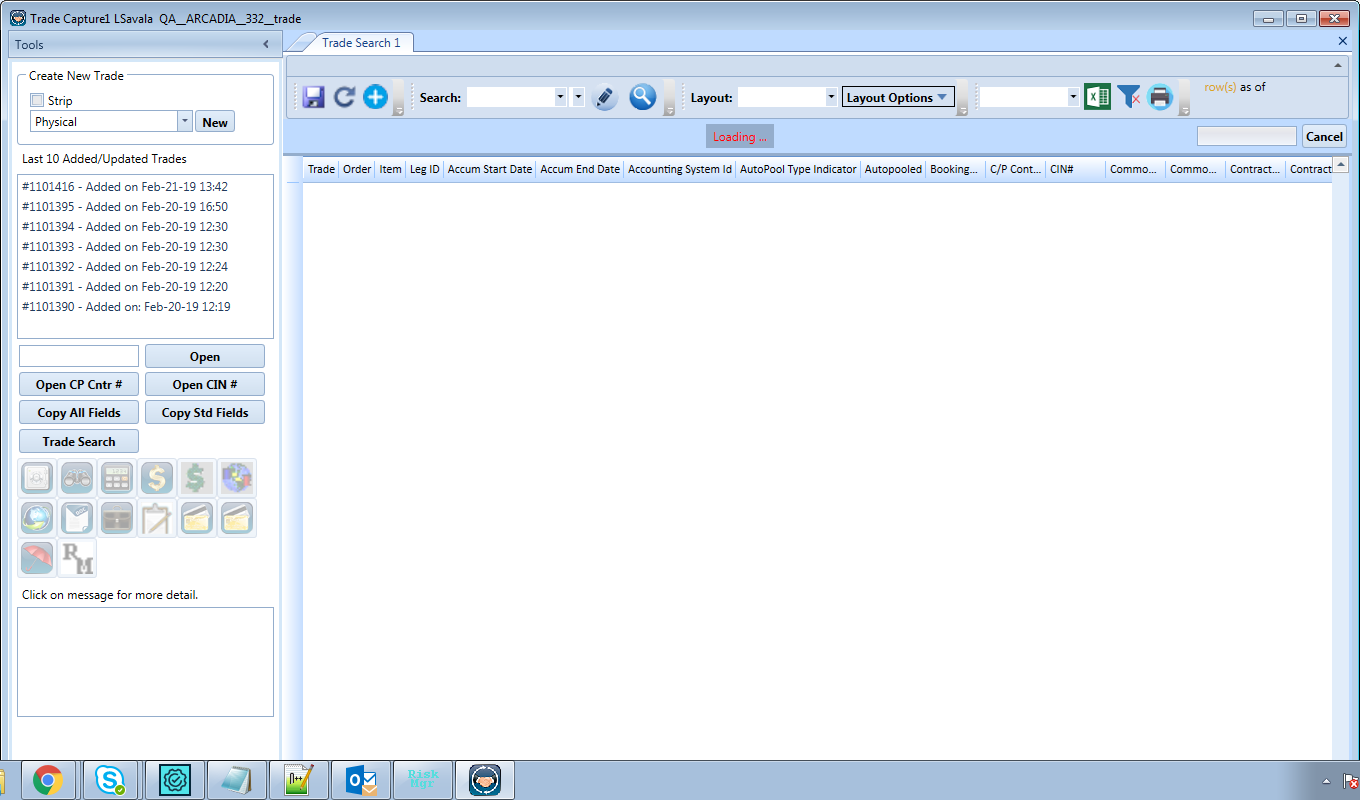 Trade Capture1 LSavala QA_ARCADIA_332_trade
Tools
Trade Search 1
Create New Trade
Strip
Physical
New
Last 10 Added/Updated Trades
#1101416 - Added on Feb-21-19 13:42
#1101395 - Added on Feb-20-19 16:50
#1101394 - Added on Feb-20-19 12:30
#1101393 - Added on Feb-20-19 12:30
#1101392 - Added on Feb-20-19 12:24
#1101391 - Added on Feb-20-19 12:20
#1101390 - Added on: Feb-20-19 12:19
Open
Open CP Cntr #
Open CIN #
Copy All Fields
Copy Std Fields
Trade Search
RM
Click on message for more detail.
Search:
Layout:
Layout Options
row(s) as of
Loading ...
Cancel
Trade Order Item Leg ID Accum Start Date Accum End Date Accounting System Id AutoPool Type Indicator Autopooled Booking... C/P Cont... CIN# Commo... Commo... Contract... Contract
Risk
Mgr